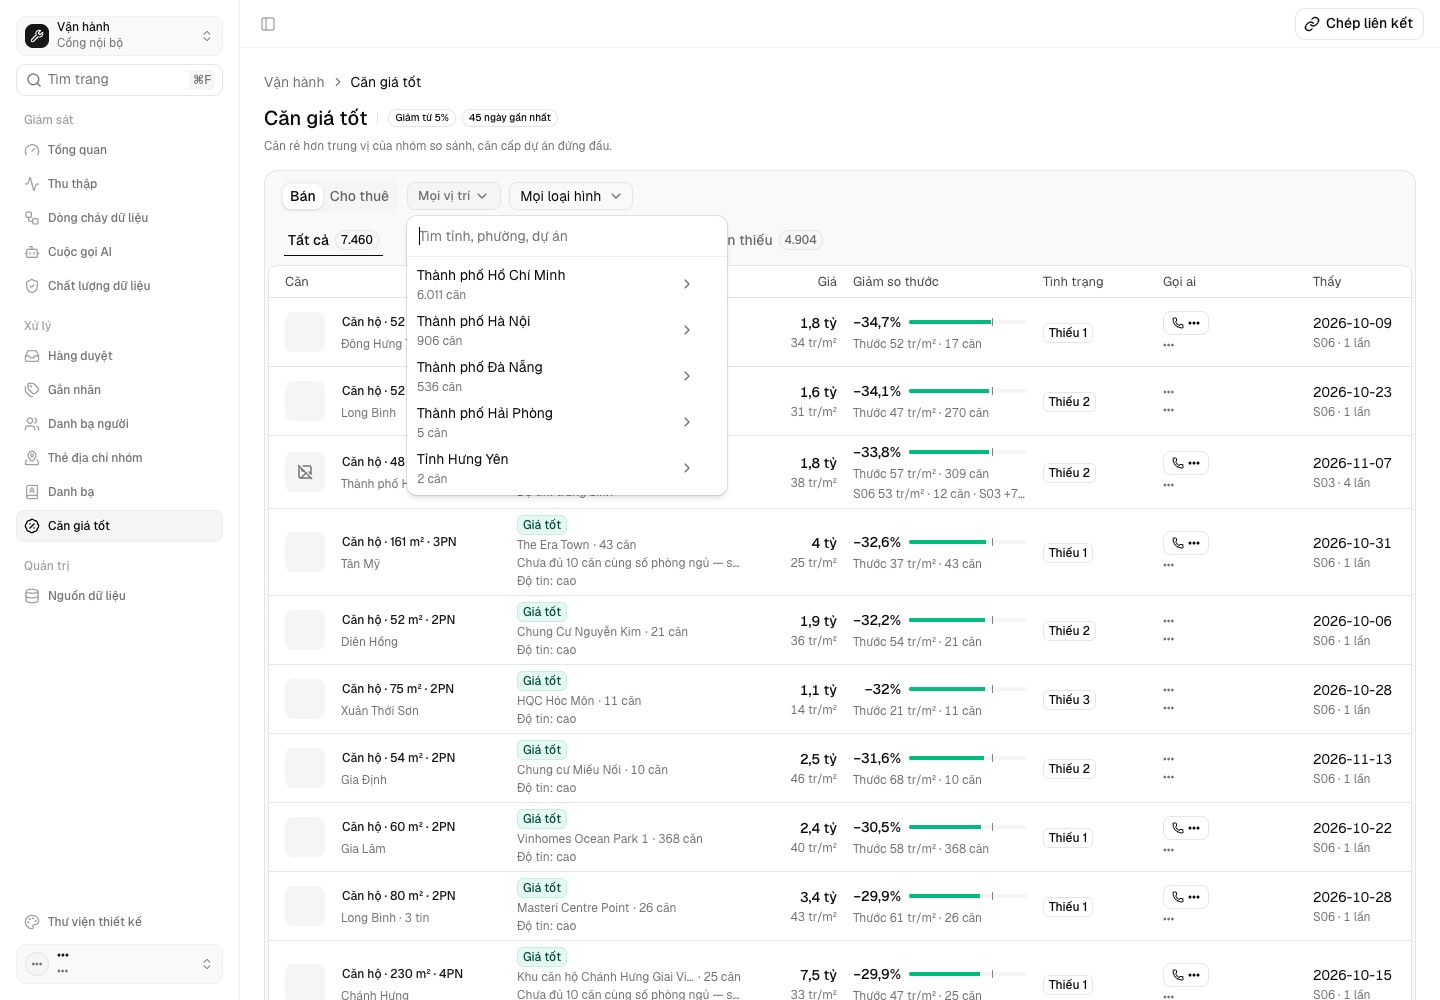 Vận hành
Cổng nội bộ
Tìm trang
⌘F
Giám sát
Tổng quan
Thu thập
Dòng chảy dữ liệu
Cuộc gọi AI
Chất lượng dữ liệu
Xử lý
Hàng duyệt
Gắn nhãn
Danh bạ người
Thẻ địa chỉ nhóm
Danh bạ
Căn giá tốt
Quản trị
Nguồn dữ liệu
Thư viện thiết kế
•••
•••
•••
Chép liên kết
Vận hành > Căn giá tốt
Căn giá tốt
Giảm từ 5%
45 ngày gần nhất
Căn rẻ hơn trung vị của nhóm so sánh, căn cấp dự án đứng đầu.
Bán
Cho thuê
Mọi vị trí
Mọi loại hình
Tất cả 7.460
thiếu 4.904
Tìm tỉnh, phường, dự án
Thành phố Hồ Chí Minh
6.011 căn
Thành phố Hà Nội
906 căn
Thành phố Đà Nẵng
536 căn
Thành phố Hải Phòng
5 căn
Tỉnh Hưng Yên
2 căn
Căn
Giá
Giảm so thước
Tình trạng
Gọi ai
Thấy
Căn hộ · 52
Đông Hưng
1,8 tỷ
34 tr/m²
−34,7%
Thước 52 tr/m² · 17 căn
Thiếu 1
•••
•••
2026-10-09
S06 · 1 lần
Căn hộ · 52
Long Bình
1,6 tỷ
31 tr/m²
−34,1%
Thước 47 tr/m² · 270 căn
Thiếu 2
•••
•••
2026-10-23
S06 · 1 lần
Căn hộ · 48
Thành phố H
1,8 tỷ
38 tr/m²
−33,8%
Thước 57 tr/m² · 309 căn
S06 53 tr/m² · 12 căn · S03 +7…
Thiếu 2
•••
•••
2026-11-07
S03 · 4 lần
Căn hộ · 161 m² · 3PN
Tân Mỹ
Giá tốt
The Era Town · 43 căn
Chưa đủ 10 căn cùng số phòng ngủ — s…
Độ tin: cao
4 tỷ
25 tr/m²
−32,6%
Thước 37 tr/m² · 43 căn
Thiếu 1
•••
•••
2026-10-31
S06 · 1 lần
Căn hộ · 52 m² · 2PN
Diên Hồng
Giá tốt
Chung Cư Nguyễn Kim · 21 căn
Độ tin: cao
1,9 tỷ
36 tr/m²
−32,2%
Thước 54 tr/m² · 21 căn
Thiếu 2
•••
•••
2026-10-06
S06 · 1 lần
Căn hộ · 75 m² · 2PN
Xuân Thới Sơn
Giá tốt
HQC Hóc Môn · 11 căn
Độ tin: cao
1,1 tỷ
14 tr/m²
−32%
Thước 21 tr/m² · 11 căn
Thiếu 3
•••
•••
2026-10-28
S06 · 1 lần
Căn hộ · 54 m² · 2PN
Gia Định
Giá tốt
Chung cư Miếu Nổi · 10 căn
Độ tin: cao
2,5 tỷ
46 tr/m²
−31,6%
Thước 68 tr/m² · 10 căn
Thiếu 2
•••
•••
2026-11-13
S06 · 1 lần
Căn hộ · 60 m² · 2PN
Gia Lâm
Giá tốt
Vinhomes Ocean Park 1 · 368 căn
Độ tin: cao
2,4 tỷ
40 tr/m²
−30,5%
Thước 58 tr/m² · 368 căn
Thiếu 1
•••
•••
2026-10-22
S06 · 1 lần
Căn hộ · 80 m² · 2PN
Long Bình · 3 tin
Giá tốt
Masteri Centre Point · 26 căn
Độ tin: cao
3,4 tỷ
43 tr/m²
−29,9%
Thước 61 tr/m² · 26 căn
Thiếu 1
•••
•••
2026-10-28
S06 · 1 lần
Căn hộ · 230 m² · 4PN
Chánh Hưng
Giá tốt
Khu căn hộ Chánh Hưng Giai Vi… · 25 căn
Chưa đủ 10 căn cùng số phòng ngủ — s…
7,5 tỷ
33 tr/m²
−29,9%
Thước 47 tr/m² · 25 căn
Thiếu 1
•••
•••
2026-10-15
S06 · 1 lần